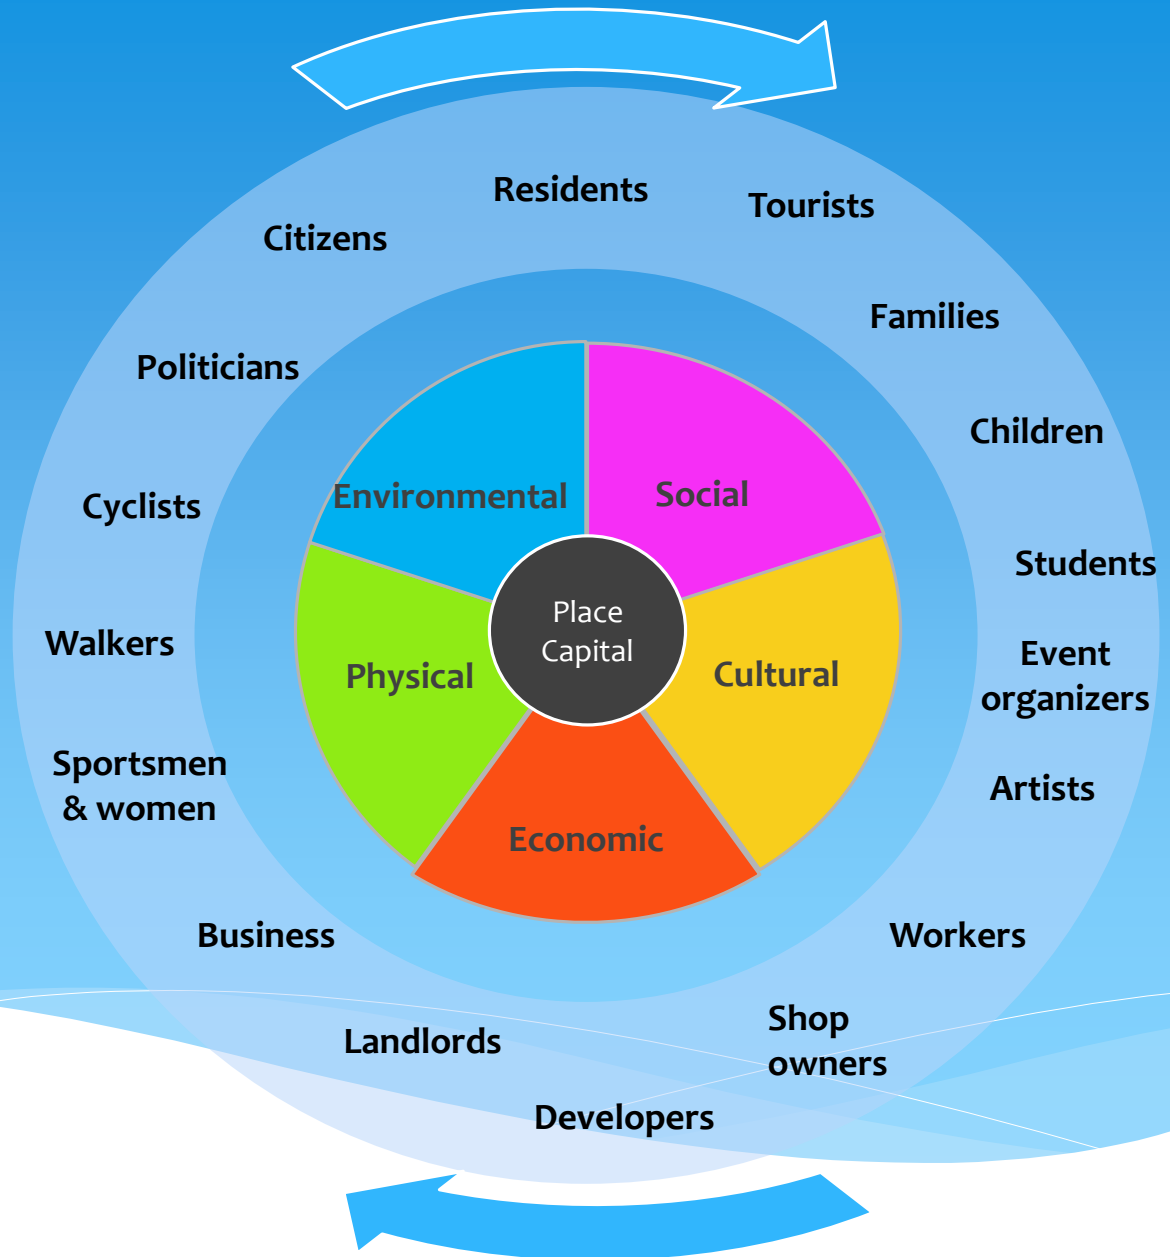 Residents
Tourists
Citizens
Families
Politicians
Children
Environmental
Social
Cyclists
Students
Place
Capital
Walkers
Event
organizers
Physical
Cultural
Sportsmen
& women
Artists
Economic
Business
Workers
Landlords
Shop
owners
Developers